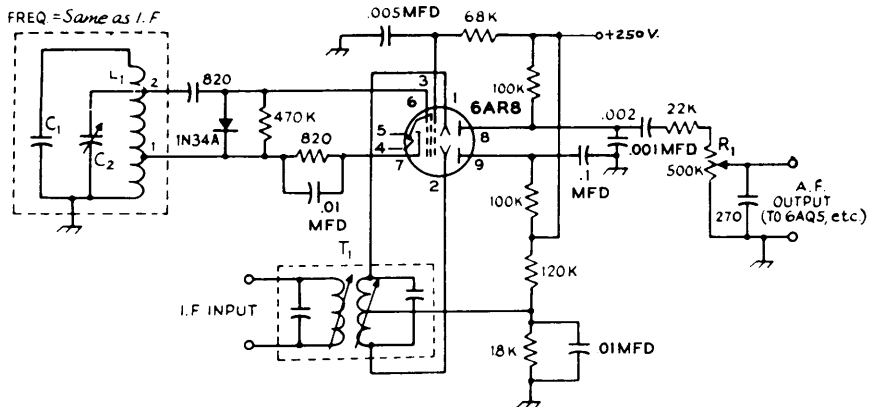 FREQ.=Same as I.F
.005MFD
68K
+250V.
L1
2
820
3
1
100K
6
6AR8
C1
C2
1N34A
470K
5
4
7
8
9
.002
22K
.001MFD
R1
500K
1
820
.01
MFD
2
.1
MFD
100K
270
A.F.
OUTPUT
(TO 6AQ5, etc.)
T1
120K
I.F INPUT
18K
01MFD